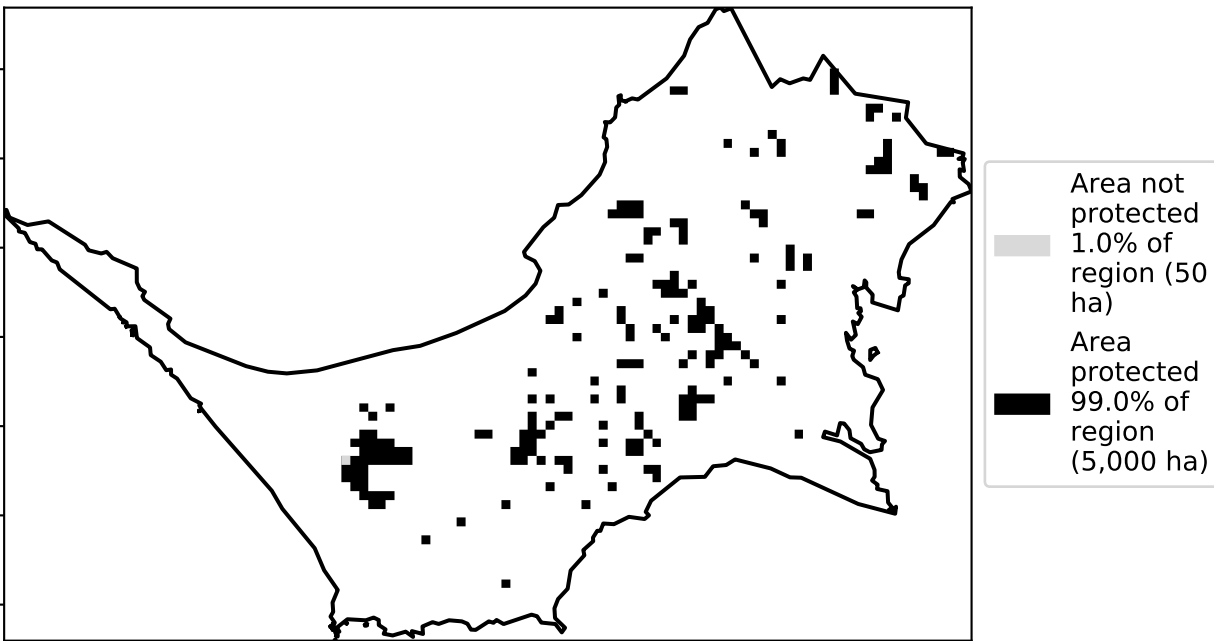 Area not
protected
1.0% of
region (50
ha)
Area
protected
99.0% of
region
(5,000 ha)